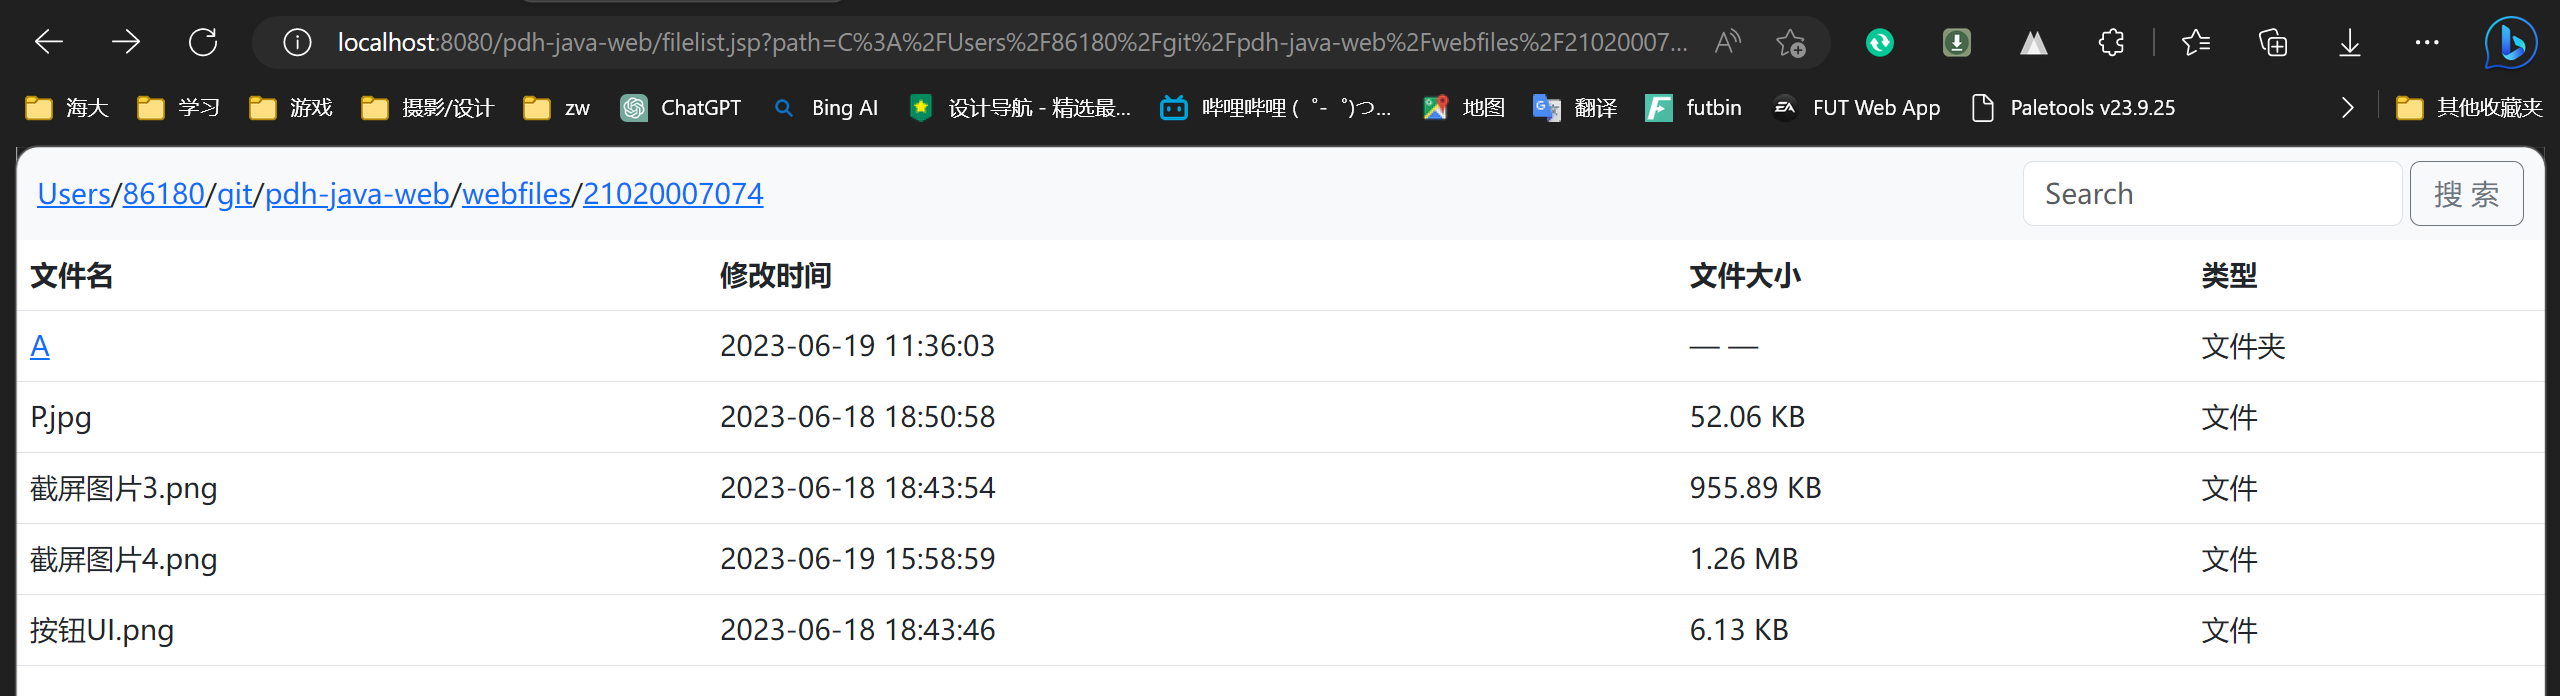 localhost:8080/pdh-java-web/filelist.jsp?path=C%3A%2FUsers%2F86180%2Fgit%2Fpdh-java-web%2Fwebfiles%2F21020007...
海大 学习 游戏 摄影/设计 zw ChatGPT Bing AI 设计导航 - 精选最... 哔哩哔哩 ( ゜- ゜)つ... 地图 翻译 futbin FUT Web App Paletools v23.9.25 其他收藏夹
Users/86180/git/pdh-java-web/webfiles/21020007074 Search 搜 索
文件名 修改时间 文件大小 类型
A 2023-06-19 11:36:03 — — 文件夹
P.jpg 2023-06-18 18:50:58 52.06 KB 文件
截屏图片3.png 2023-06-18 18:43:54 955.89 KB 文件
截屏图片4.png 2023-06-19 15:58:59 1.26 MB 文件
按钮UI.png 2023-06-18 18:43:46 6.13 KB 文件